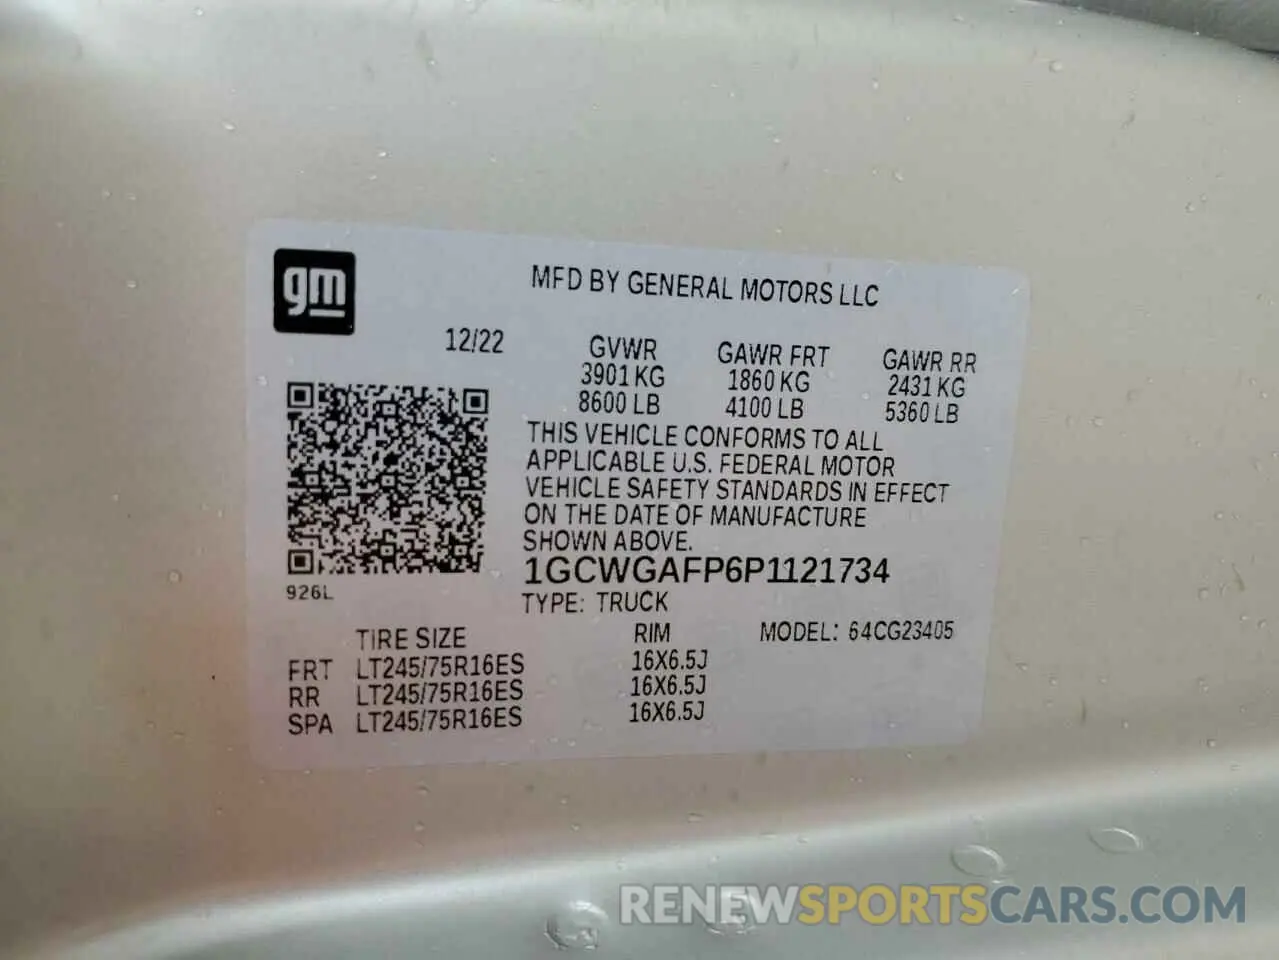 gm
MFD BY GENERAL MOTORS LLC
12/22
GVWR GAWR FRT GAWR RR
3901 KG 1860 KG 2431 KG
8600 LB 4100 LB 5360 LB
THIS VEHICLE CONFORMS TO ALL
APPLICABLE U.S. FEDERAL MOTOR
VEHICLE SAFETY STANDARDS IN EFFECT
ON THE DATE OF MANUFACTURE
SHOWN ABOVE.
1GCWGAFP6P1121734
926L
TYPE: TRUCK
TIRE SIZE RIM MODEL: 64CG23405
FRT LT245/75R16ES 16X6.5J
RR LT245/75R16ES 16X6.5J
SPA LT245/75R16ES 16X6.5J
RENEWSPORTSCARS.COM